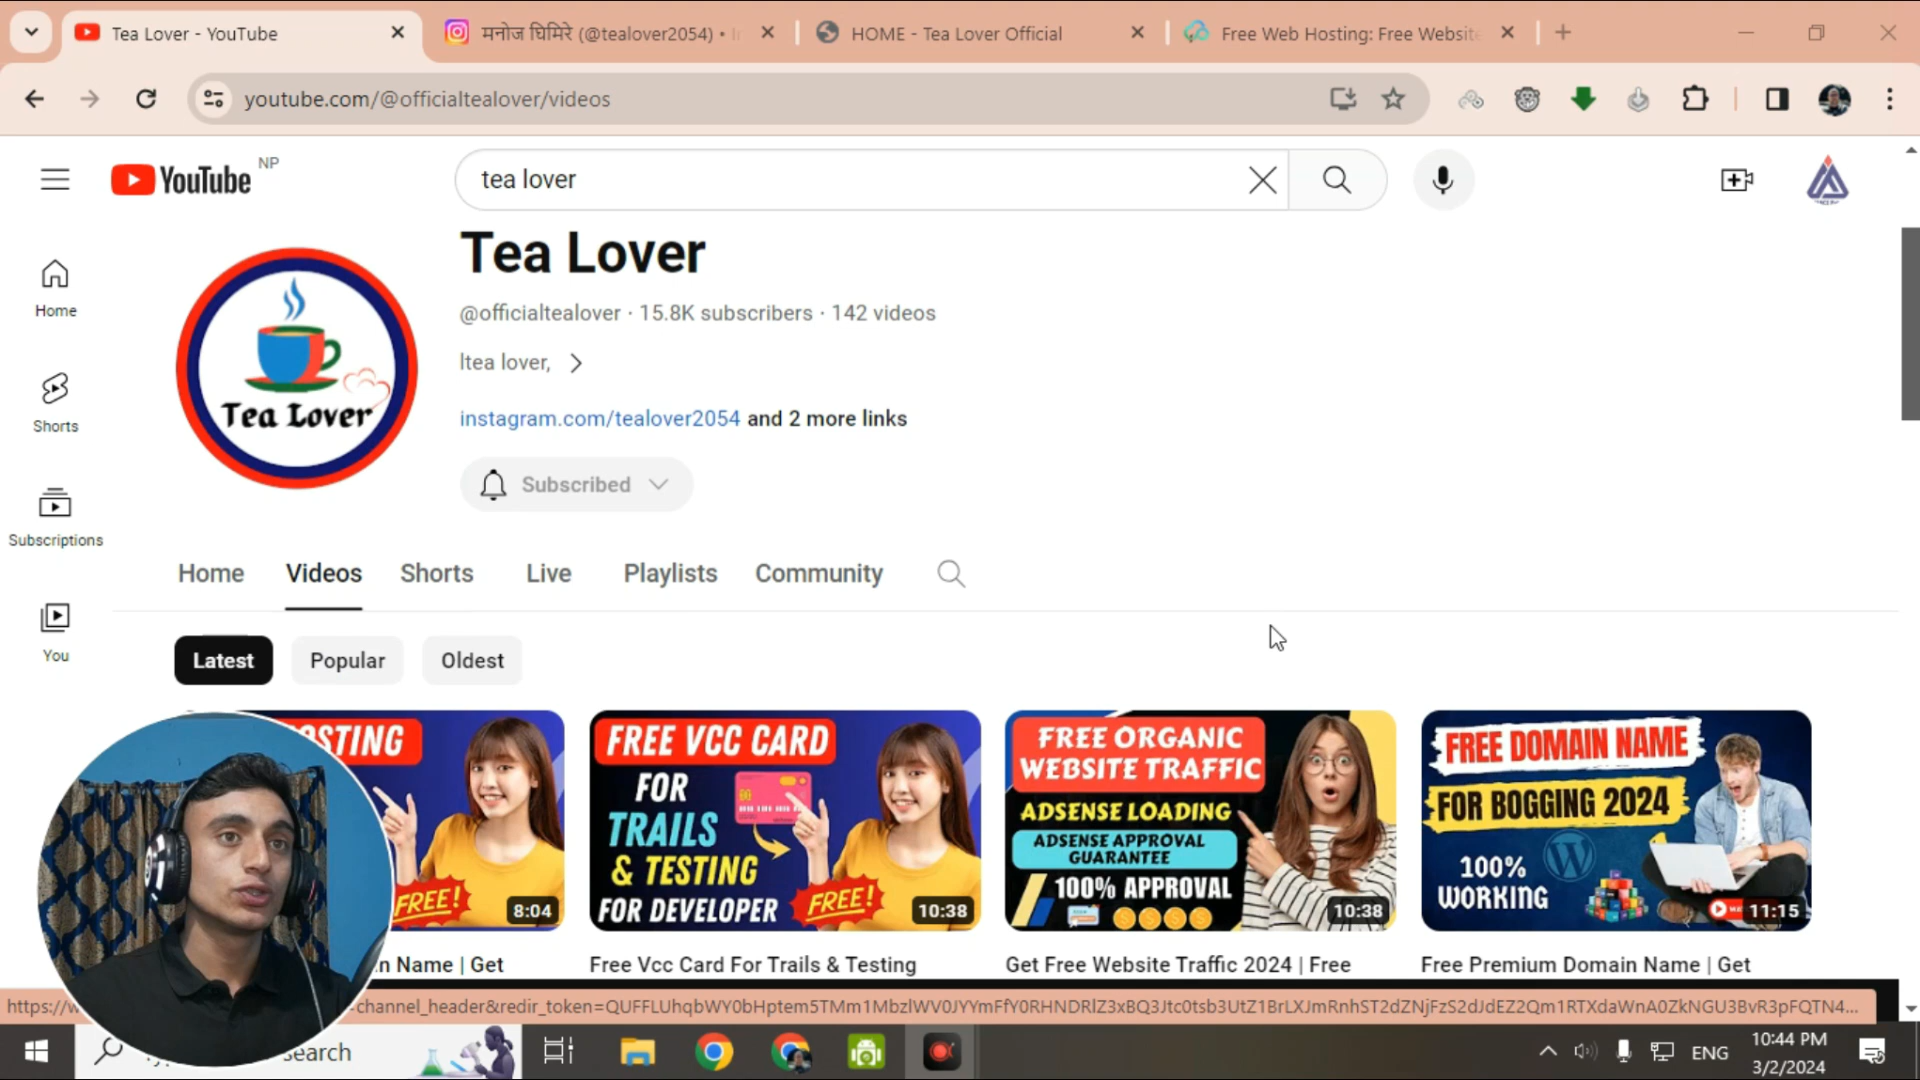 Tea Lover - YouTube
मनोज घिमिरे (@tealover2054) •
HOME - Tea Lover Official
Free Web Hosting: Free Website
youtube.com/@officialtealover/videos
YouTube NP
tea lover
Home
Shorts
Subscriptions
You
Tea Lover
Tea Lover
@officialtealover · 15.8K subscribers · 142 videos
ltea lover,
instagram.com/tealover2054 and 2 more links
Subscribed
Home Videos Shorts Live Playlists Community
Latest Popular Oldest
OSTING
FREE!
8:04
FREE VCC CARD
FOR
TRAILS
& TESTING
FOR DEVELOPER
FREE!
10:38
FREE ORGANIC
WEBSITE TRAFFIC
ADSENSE LOADING
ADSENSE APPROVAL
GUARANTEE
100% APPROVAL
10:38
FREE DOMAIN NAME
FOR BOGGING 2024
100%
WORKING
11:15
n Name | Get
Free Vcc Card For Trails & Testing
Get Free Website Traffic 2024 | Free
Free Premium Domain Name | Get
search
ENG
10:44 PM
3/2/2024